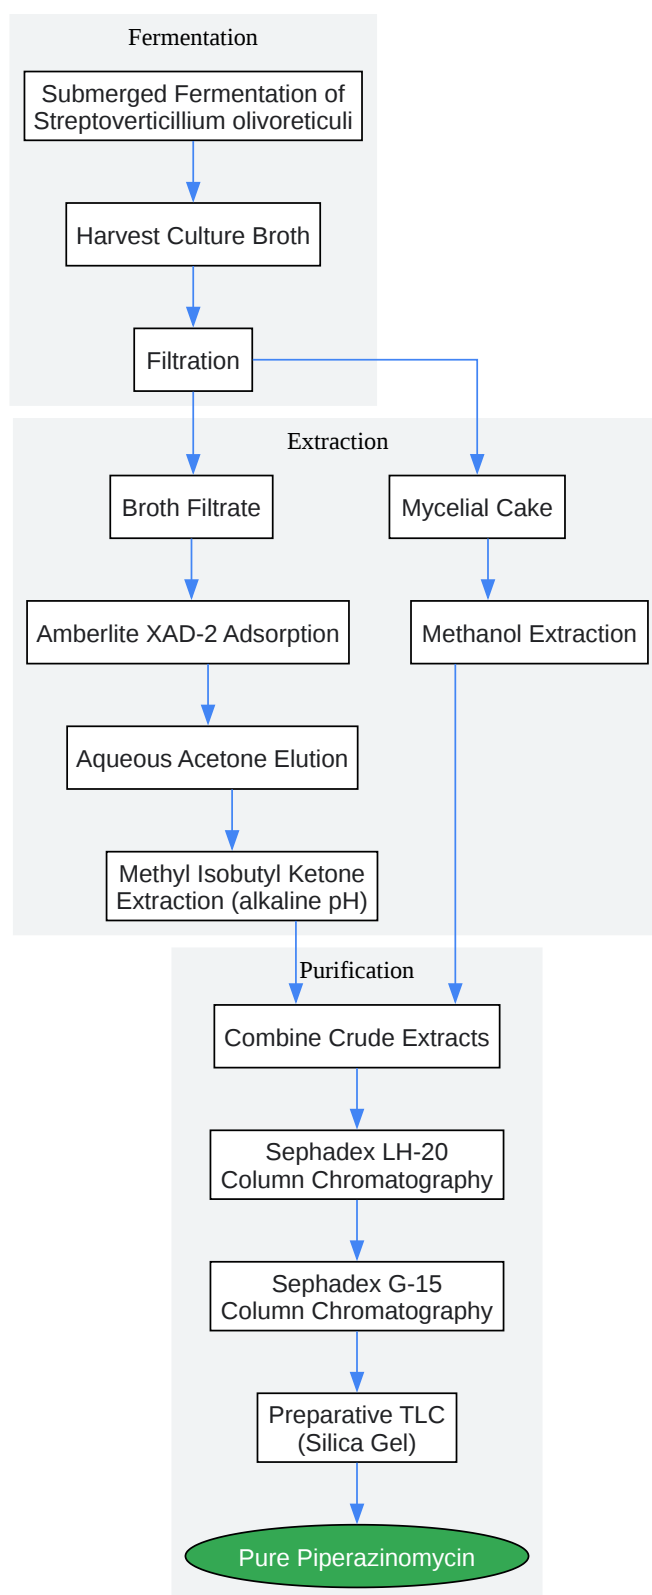 Fermentation
Submerged Fermentation of
Streptoverticillium olivoreticuli
Harvest Culture Broth
Filtration
Extraction
Broth Filtrate
Mycelial Cake
Amberlite XAD-2 Adsorption
Methanol Extraction
Aqueous Acetone Elution
Methyl Isobutyl Ketone
Extraction (alkaline pH)
Purification
Combine Crude Extracts
Sephadex LH-20
Column Chromatography
Sephadex G-15
Column Chromatography
Preparative TLC
(Silica Gel)
Pure Piperazinomycin